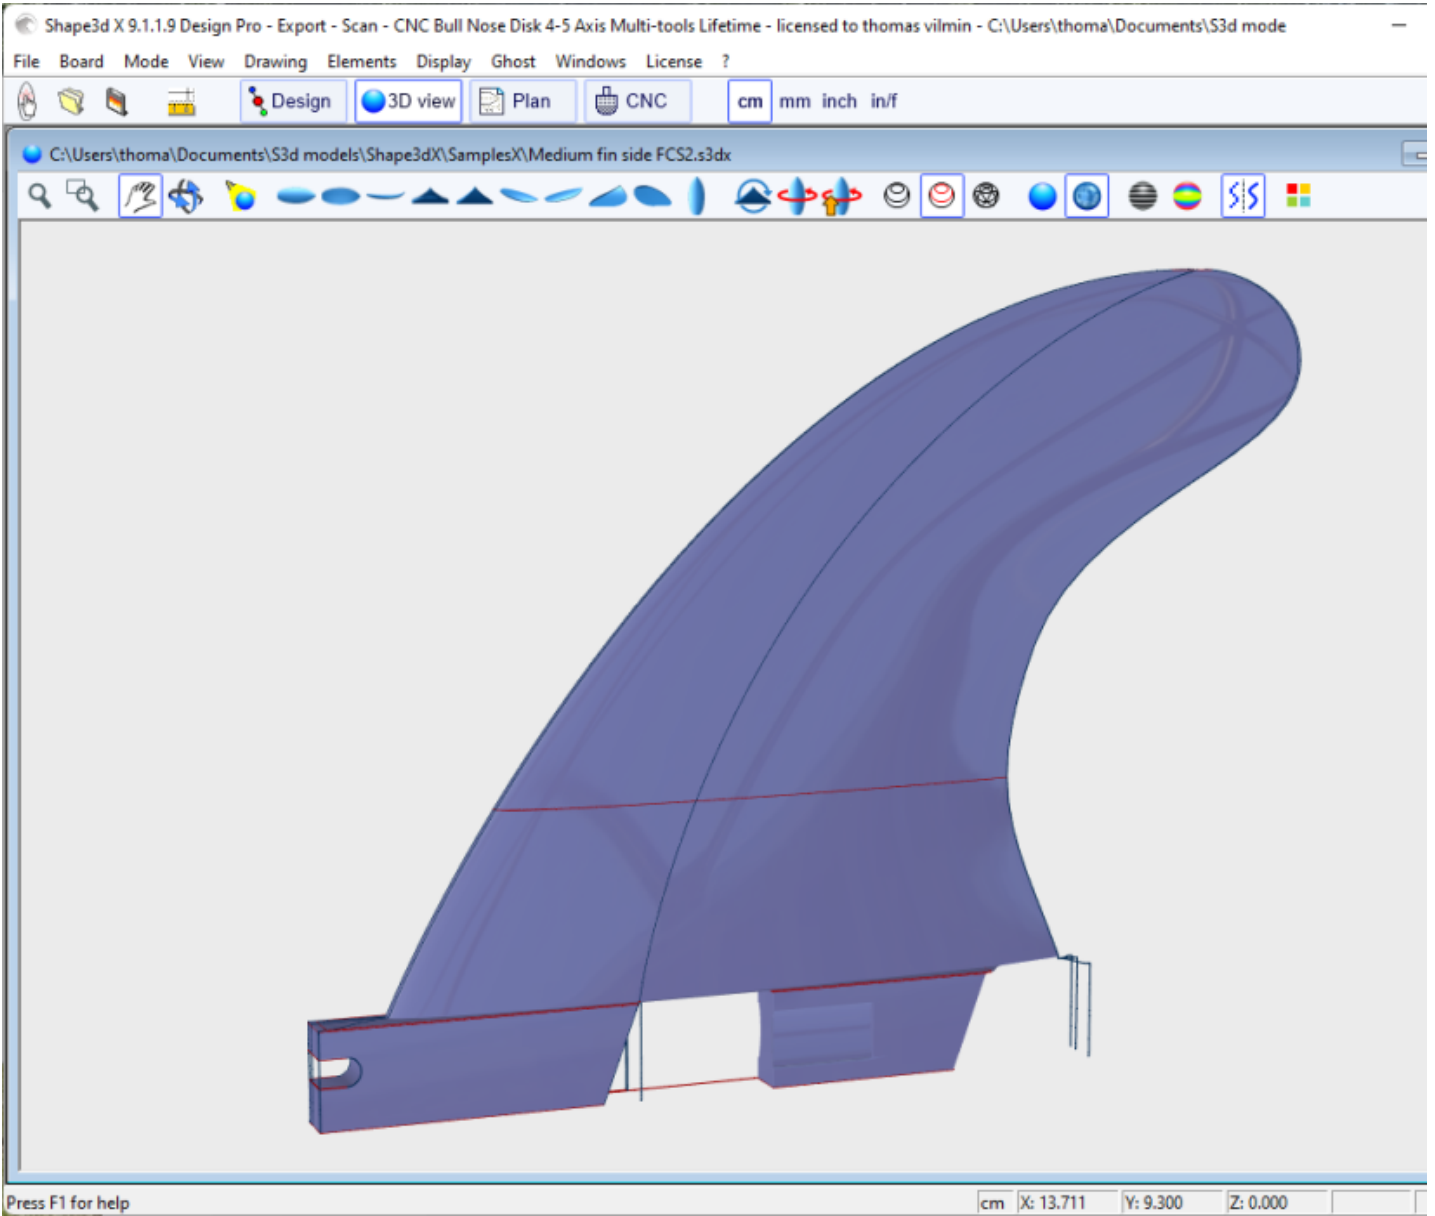 Shape3d X 9.1.1.9 Design Pro - Export - Scan - CNC Bull Nose Disk 4-5 Axis Multi-tools Lifetime - licensed to thomas vilmin - C:\Users\thoma\Documents\S3d mode
File Board Mode View Drawing Elements Display Ghost Windows License ?
Design 3D view Plan CNC cm mm inch in/f
C:\Users\thoma\Documents\S3d models\Shape3dX\SamplesX\Medium fin side FCS2.s3dx
Press F1 for help cm X: 13.711 Y: 9.300 Z: 0.000